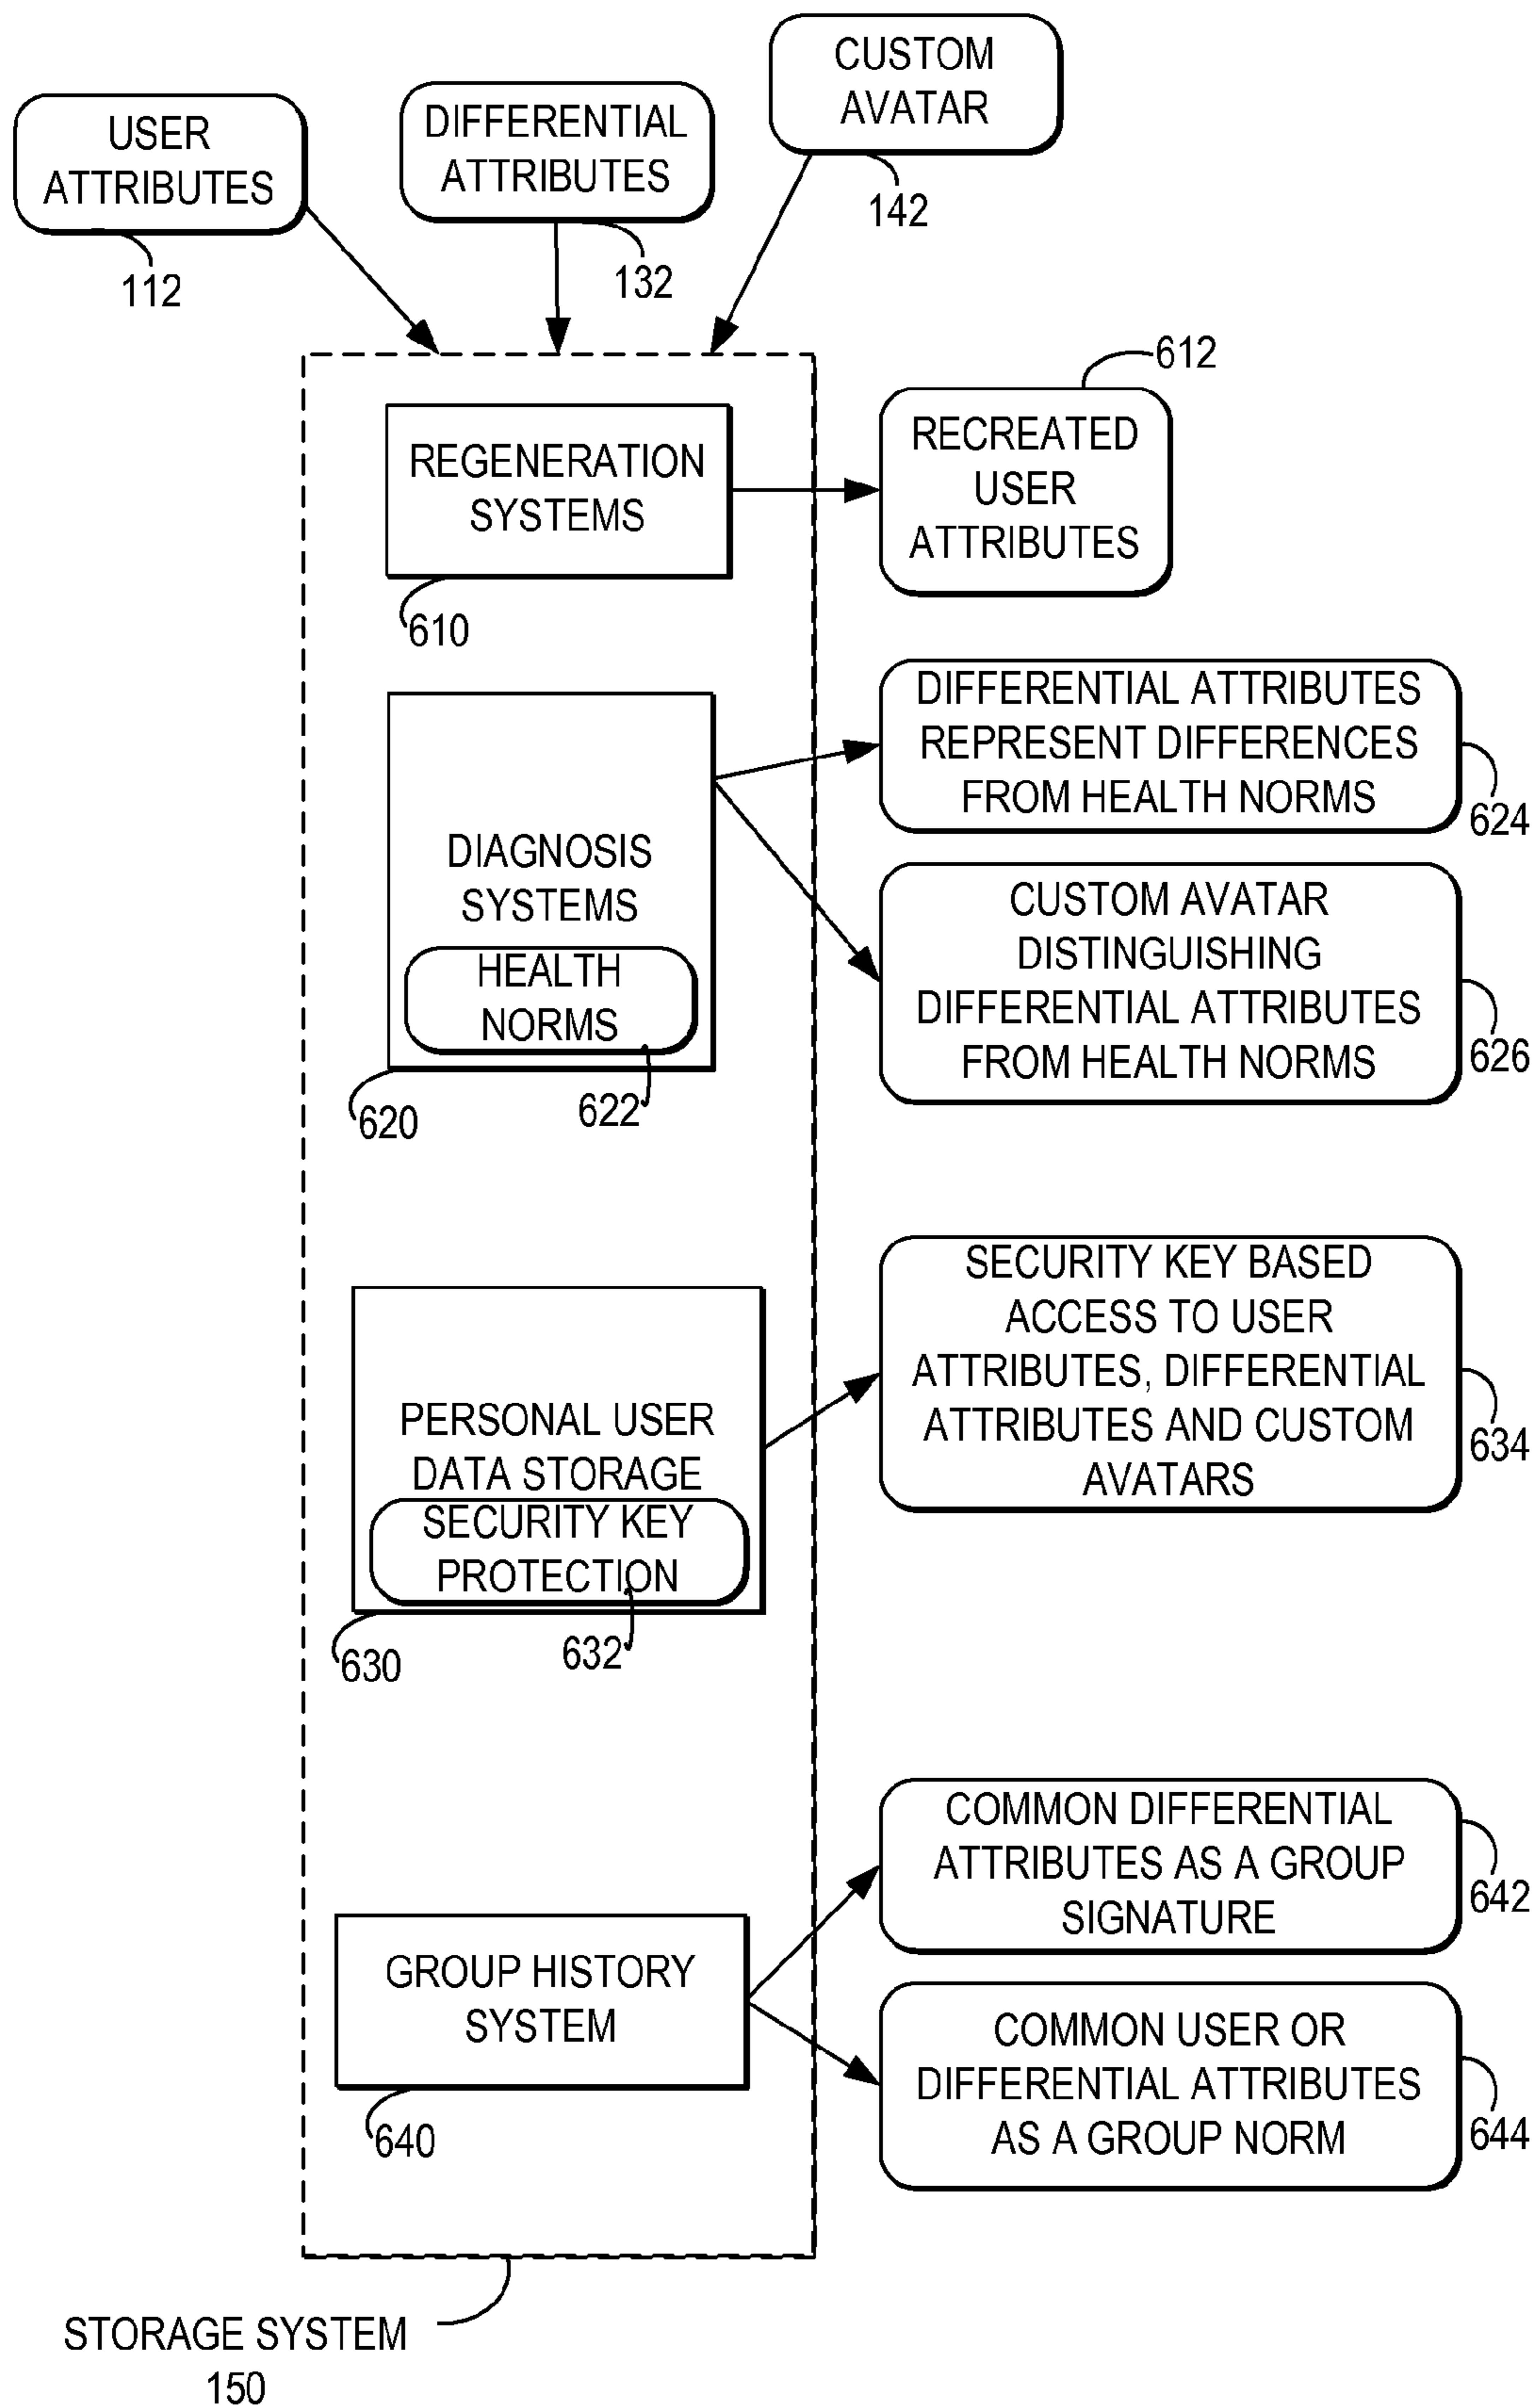 CUSTOM
AVATAR
142
DIFFERENTIAL
ATTRIBUTES
132
USER
ATTRIBUTES
112
612
RECREATED
USER
ATTRIBUTES
REGENERATION
SYSTEMS
610
DIFFERENTIAL ATTRIBUTES
REPRESENT DIFFERENCES
FROM HEALTH NORMS
624
DIAGNOSIS
SYSTEMS
HEALTH
NORMS
620
622
CUSTOM AVATAR
DISTINGUISHING
DIFFERENTIAL ATTRIBUTES
FROM HEALTH NORMS
626
SECURITY KEY BASED
ACCESS TO USER
ATTRIBUTES, DIFFERENTIAL
ATTRIBUTES AND CUSTOM
AVATARS
634
PERSONAL USER
DATA STORAGE
SECURITY KEY
PROTECTION
630
632
COMMON DIFFERENTIAL
ATTRIBUTES AS A GROUP
SIGNATURE
642
GROUP HISTORY
SYSTEM
640
COMMON USER OR
DIFFERENTIAL ATTRIBUTES
AS A GROUP NORM
644
STORAGE SYSTEM
150